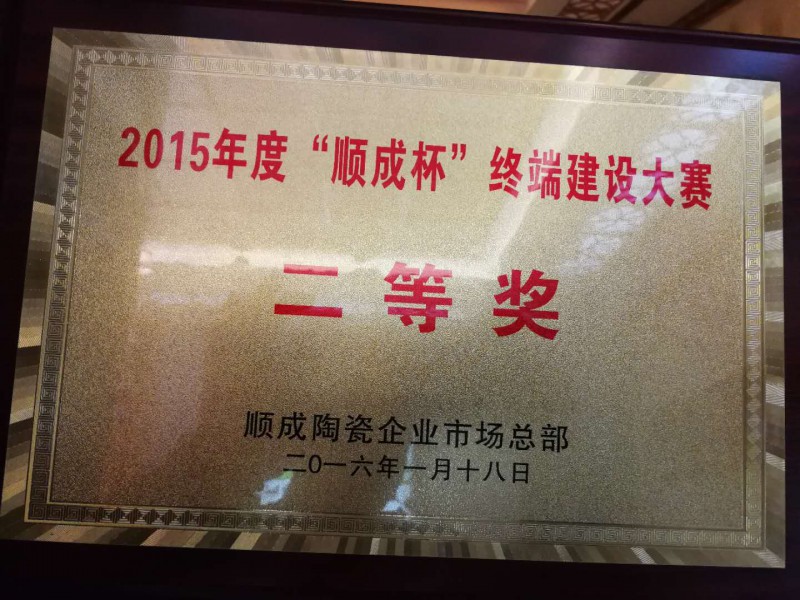 2015年度“顺成杯”终端建设大赛
二等奖
顺成陶瓷企业市场总部
二〇一六年一月十八日